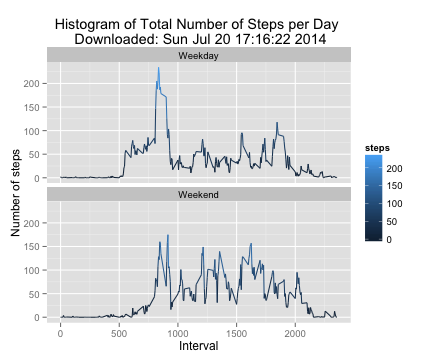 Histogram of Total Number of Steps per Day
Downloaded: Sun Jul 20 17:16:22 2014
Weekday
200
150
100
50
0
Weekend
200
150
100
50
0
Number of steps
0
500
1000
1500
2000
Interval
steps
200
150
100
50
0